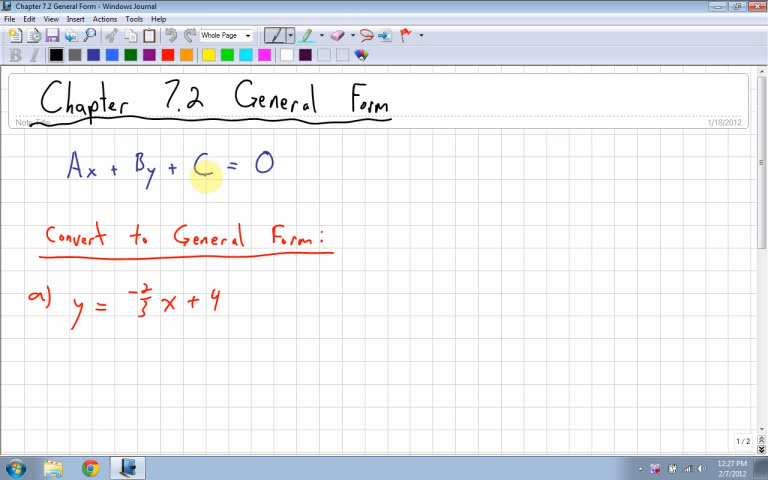 Chapter 7.2 General Form - Windows Journal
File Edit View Insert Actions Tools Help
Whole Page
B I
Chapter 7.2 General Form
Note Title
1/18/2012
Ax + By + C = 0
Convert to General Form:
a) y = -2/3 x + 4
1 / 2
12:27 PM
2/7/2012